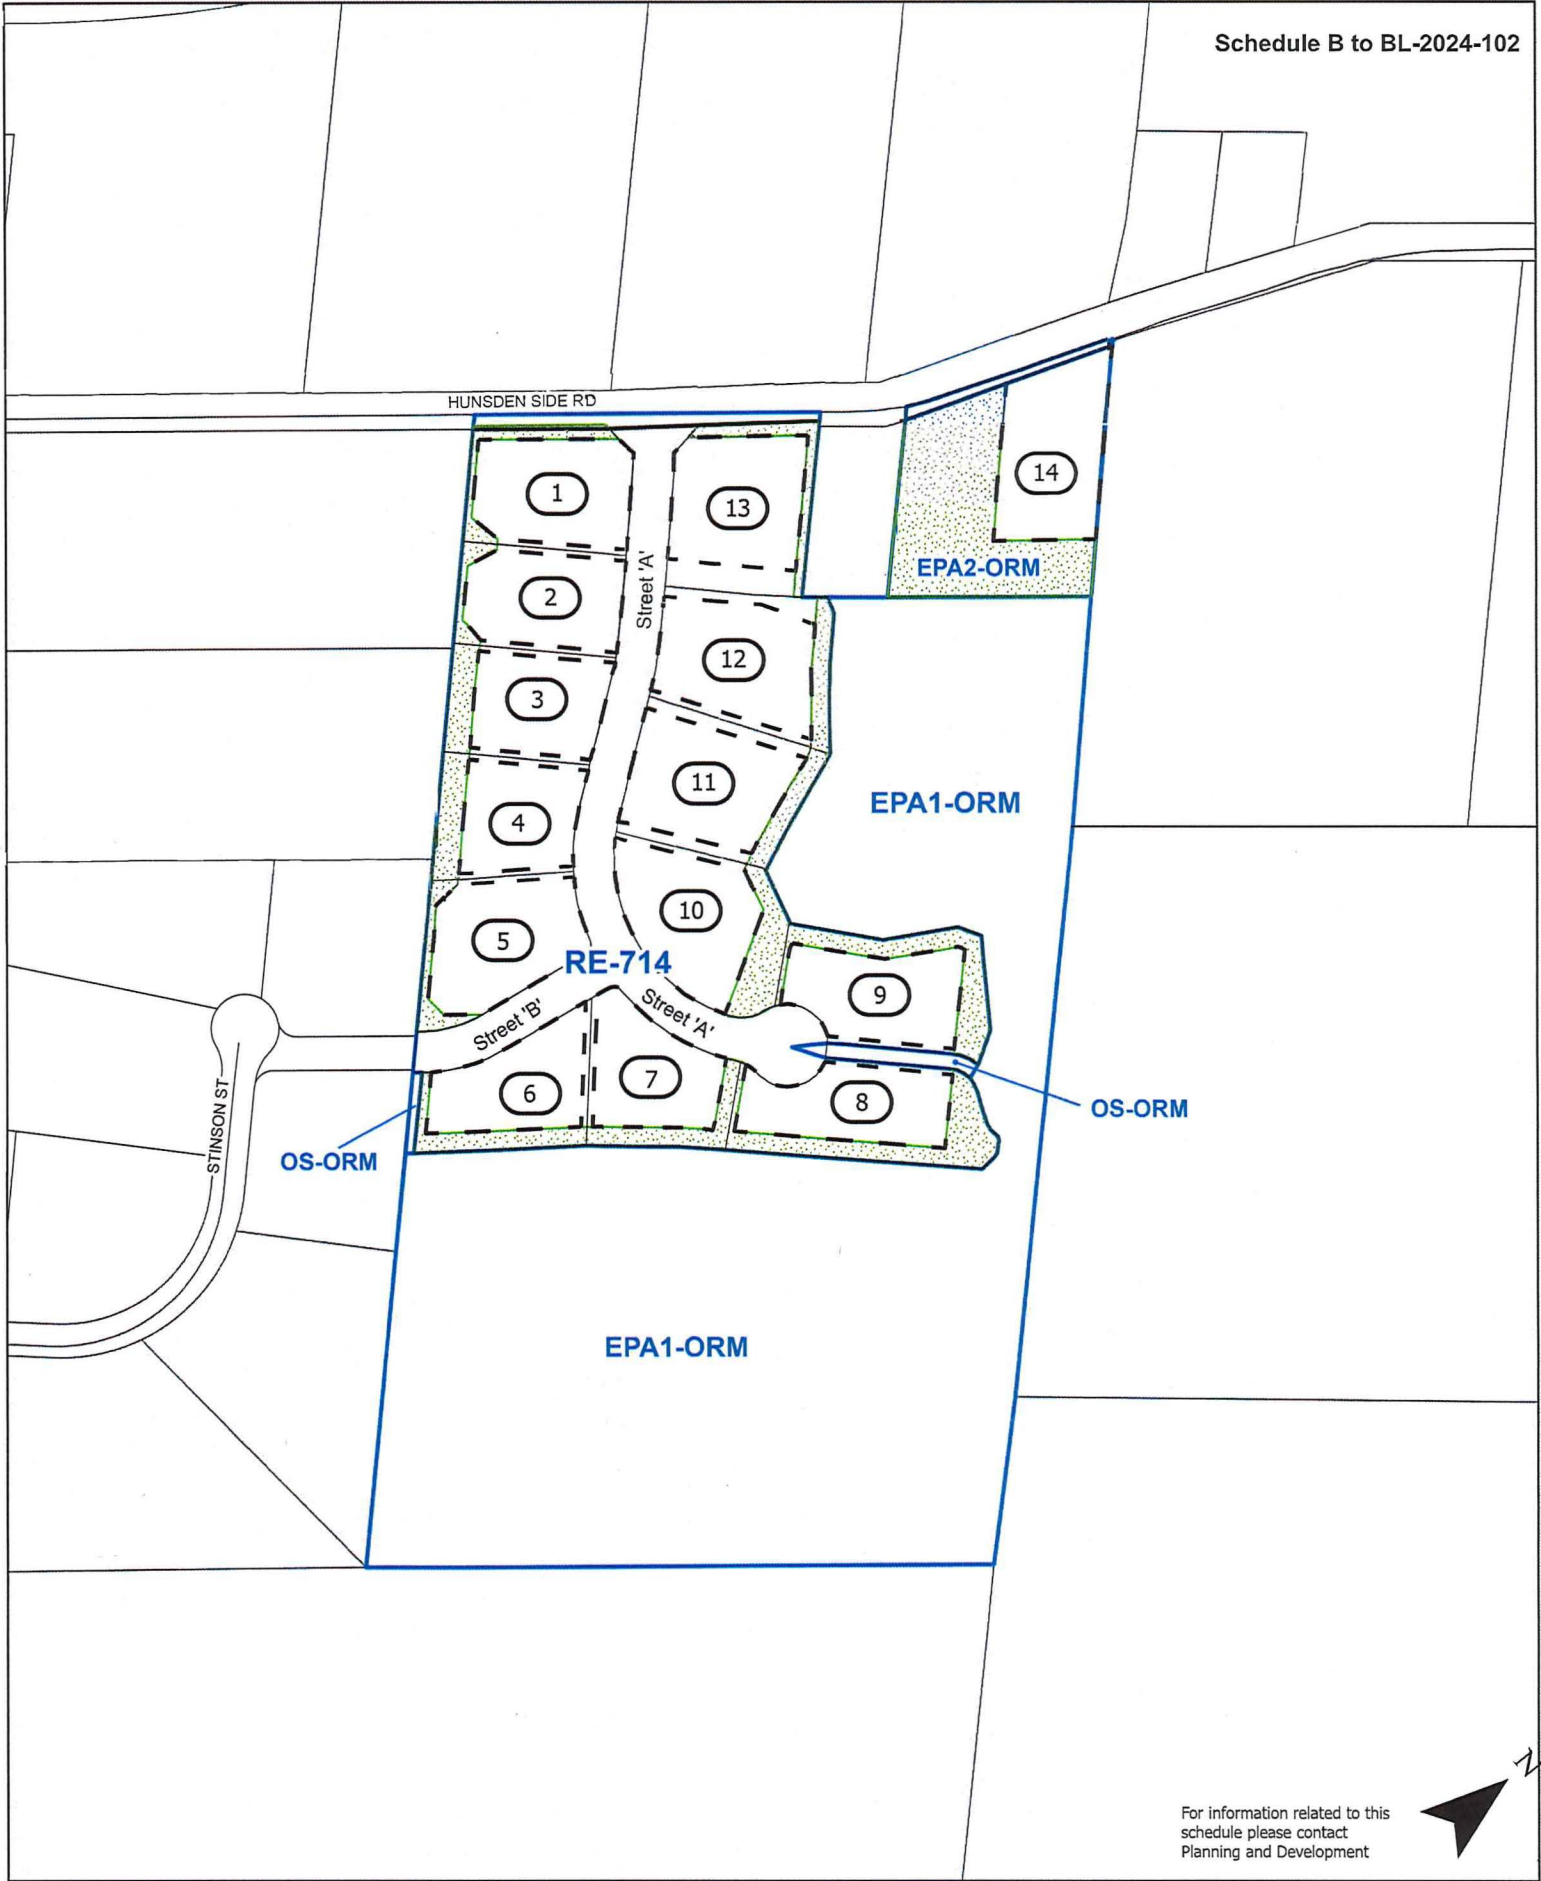 Schedule B to BL-2024-102
HUNSDEN SIDE RD
1
13
14
EPA2-ORM
2
Street 'A'
12
3
11
EPA1-ORM
4
10
5
RE-714
9
Street 'B'
Street 'A'
6
7
8
OS-ORM
STINSON ST
OS-ORM
EPA1-ORM
N
For information related to this
schedule please contact
Planning and Development